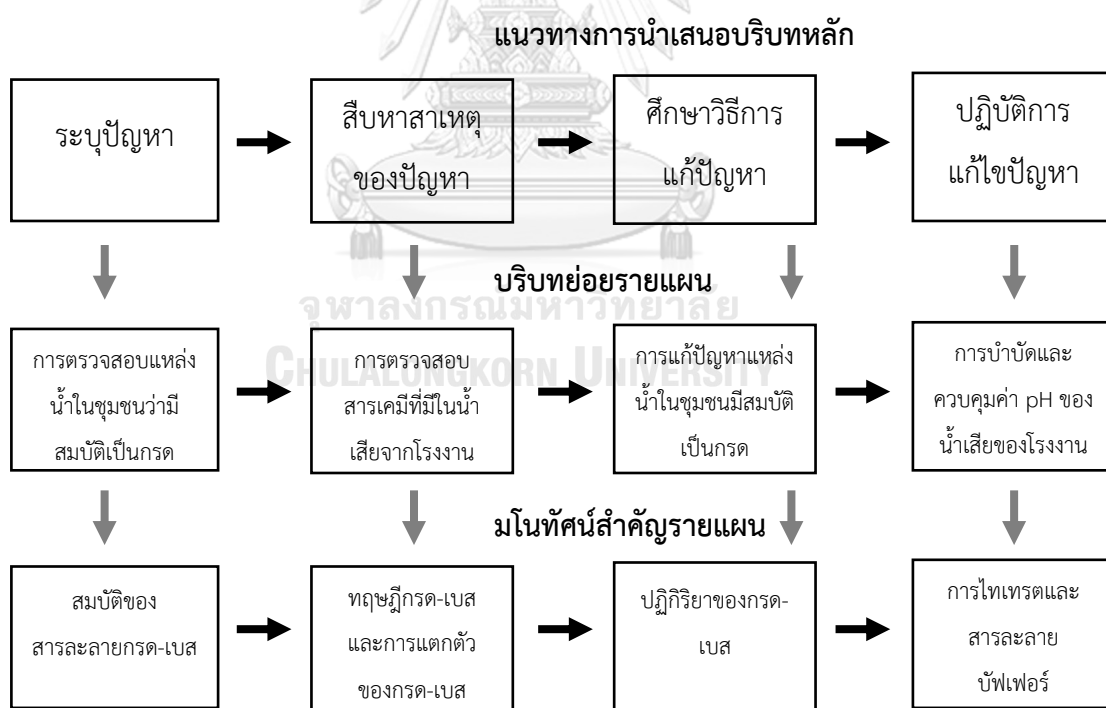 แนวทางการนำเสนอบริบทหลัก
ระบุปัญหา
สืบหาสาเหตุ
ของปัญหา
ศึกษาวิธีการ
แก้ปัญหา
ปฏิบัติการ
แก้ไขปัญหา
บริบทย่อยรายแผน
จุฬาลงกรณ์มหาวิทยาลัย
CHULALONGKORN UNIVERSITY
การตรวจสอบแหล่ง
น้ำในชุมชนว่ามี
สมบัติเป็นกรด
การตรวจสอบ
สารเคมีที่มีในน้ำ
เสียจากโรงงาน
การแก้ปัญหาแหล่ง
น้ำในชุมชนมีสมบัติ
เป็นกรด
การบำบัดและ
ควบคุมค่า pH ของ
น้ำเสียของโรงงาน
มโนทัศน์สำคัญรายแผน
สมบัติของ
สารละลายกรด-เบส
ทฤษฎีกรด-เบส
และการแตกตัว
ของกรด-เบส
ปฏิกิริยาของกรด-
เบส
การไทเทรตและ
สารละลาย
บัฟเฟอร์